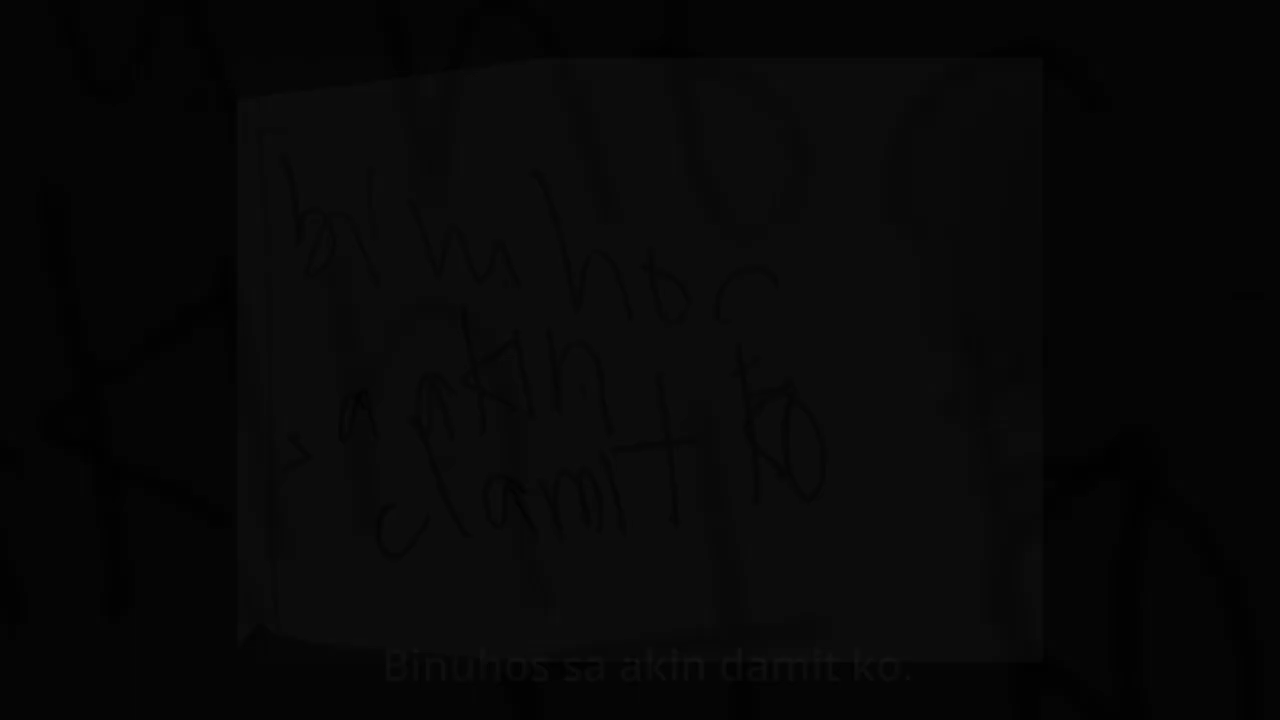 binuhos
sa akin
damit ko
Binuhos sa akin damit ko.